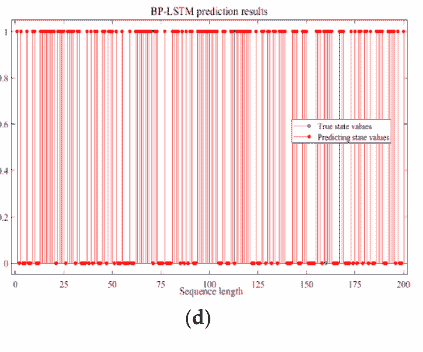 BP-LSTM prediction results
1
0.8
0.6
0.4
0.2
0
True state values
Predicting state values
0 25 50 75 100 125 150 175 200
Sequence length
(d)